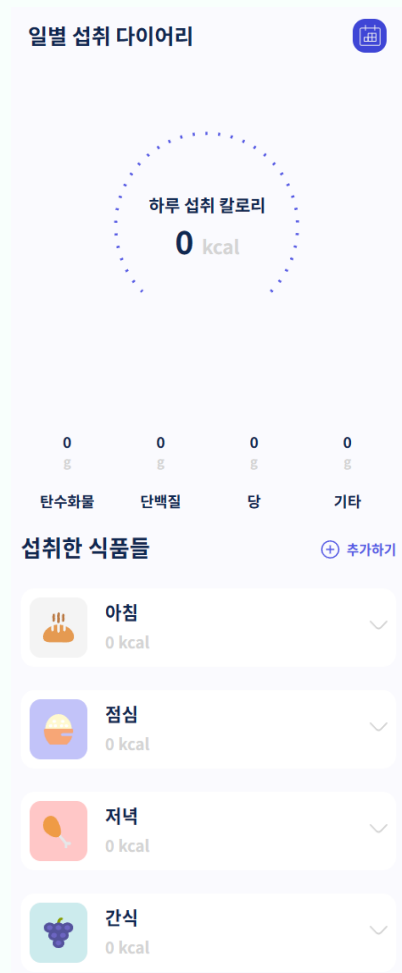 일별 섭취 다이어리
하루 섭취 칼로리
0 kcal
0 0 0 0
g g g g
탄수화물 단백질 당 기타
섭취한 식품들 추가하기
아침
0 kcal
점심
0 kcal
저녁
0 kcal
간식
0 kcal